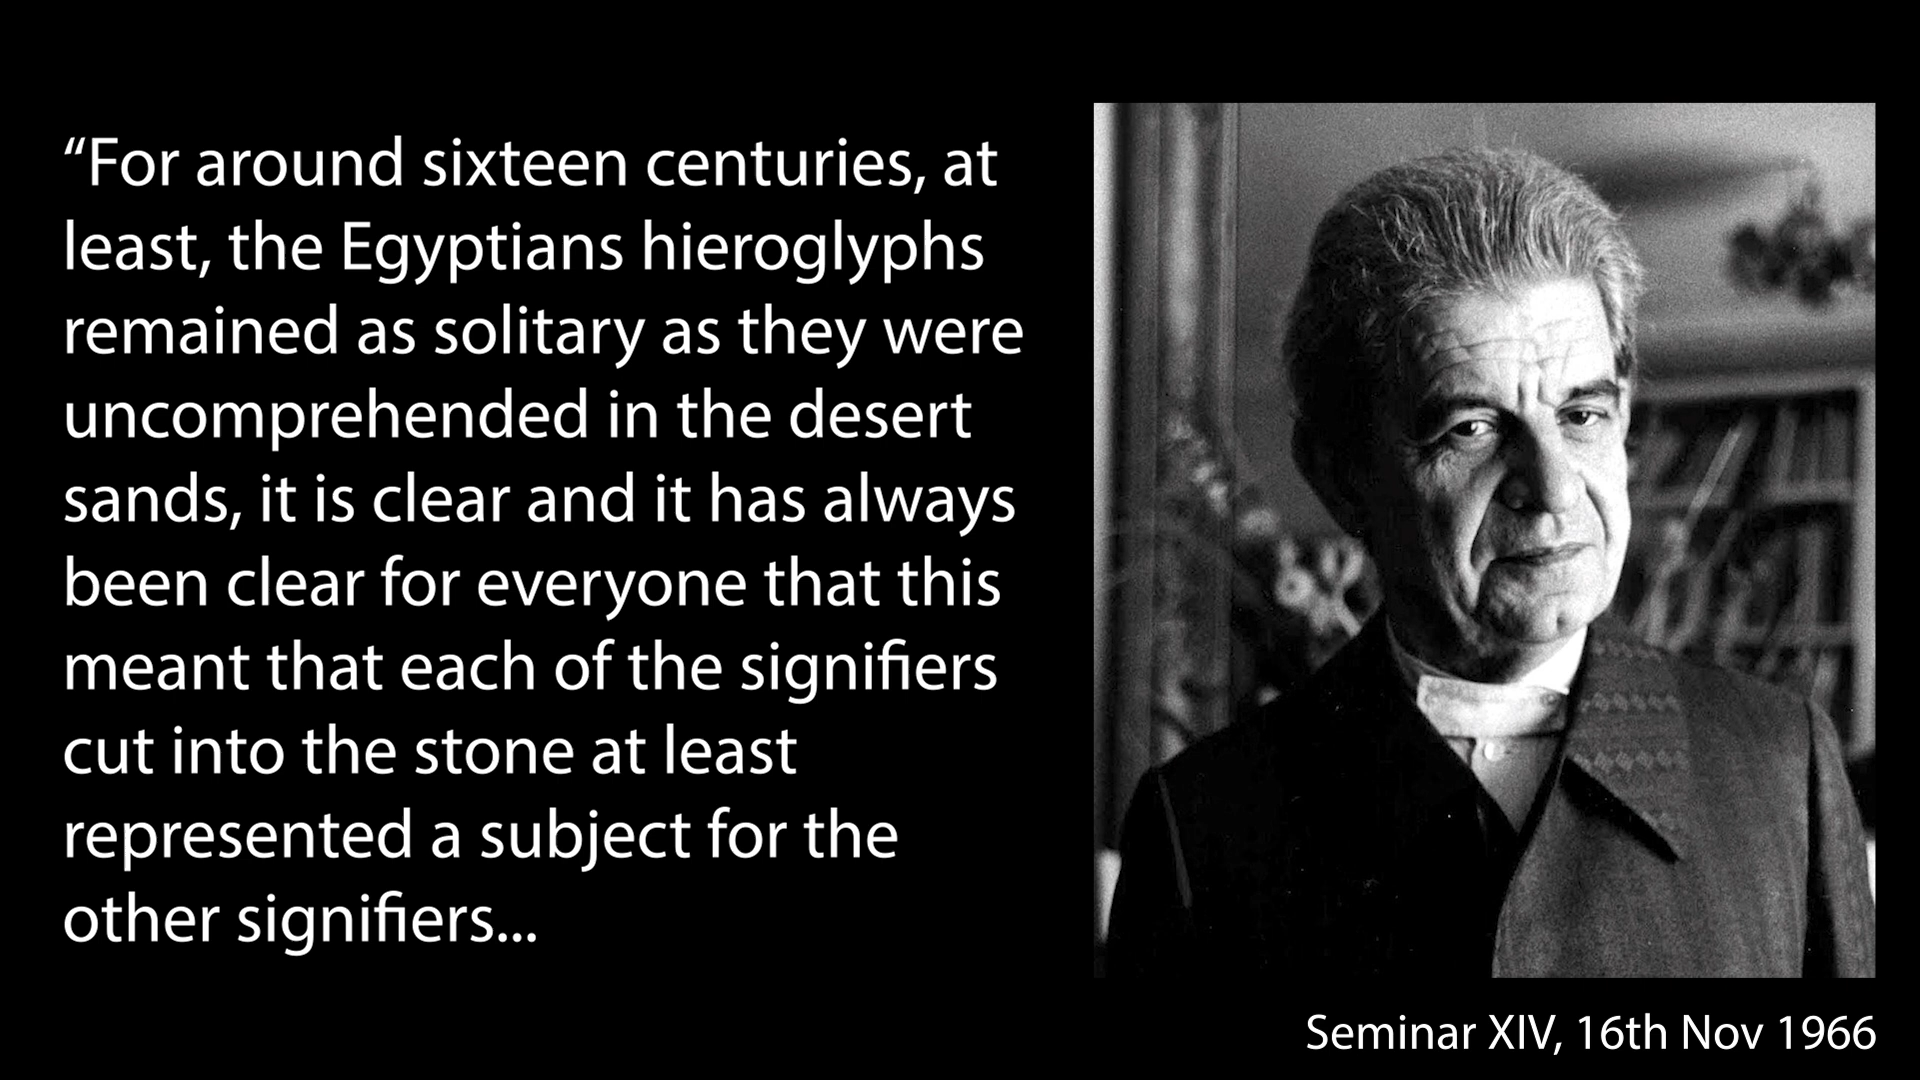 “For around sixteen centuries, at
least, the Egyptians hieroglyphs
remained as solitary as they were
uncomprehended in the desert
sands, it is clear and it has always
been clear for everyone that this
meant that each of the signifiers
cut into the stone at least
represented a subject for the
other signifiers...
Seminar XIV, 16th Nov 1966